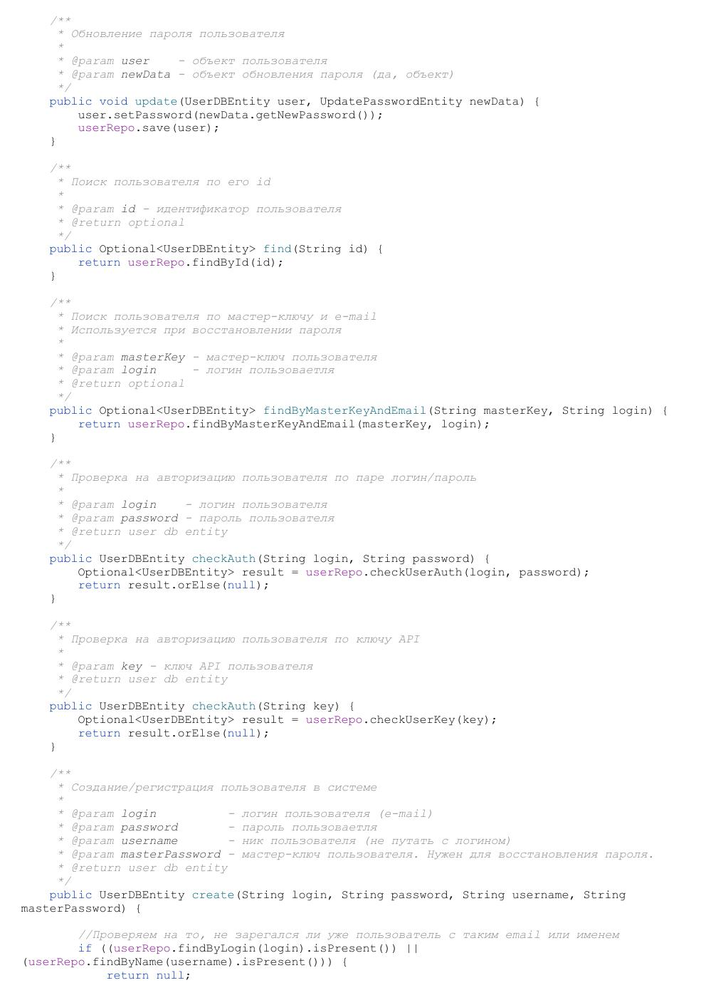 /**
 * Обновление пароля пользователя
 *
 * @param user    - объект пользователя
 * @param newData - объект обновления пароля (да, объект)
 */
public void update(UserDBEntity user, UpdatePasswordEntity newData) {
    user.setPassword(newData.getNewPassword());
    userRepo.save(user);
}

/**
 * Поиск пользователя по его id
 *
 * @param id - идентификатор пользователя
 * @return optional
 */
public Optional<UserDBEntity> find(String id) {
    return userRepo.findById(id);
}

/**
 * Поиск пользователя по мастер-ключу и e-mail
 * Используется при восстановлении пароля
 *
 * @param masterKey - мастер-ключ пользователя
 * @param login     - логин пользоваетля
 * @return optional
 */
public Optional<UserDBEntity> findByMasterKeyAndEmail(String masterKey, String login) {
    return userRepo.findByMasterKeyAndEmail(masterKey, login);
}

/**
 * Проверка на авторизацию пользователя по паре логин/пароль
 *
 * @param login    - логин пользователя
 * @param password - пароль пользователя
 * @return user db entity
 */
public UserDBEntity checkAuth(String login, String password) {
    Optional<UserDBEntity> result = userRepo.checkUserAuth(login, password);
    return result.orElse(null);
}

/**
 * Проверка на авторизацию пользователя по ключу API
 *
 * @param key - ключ API пользователя
 * @return user db entity
 */
public UserDBEntity checkAuth(String key) {
    Optional<UserDBEntity> result = userRepo.checkUserKey(key);
    return result.orElse(null);
}

/**
 * Создание/регистрация пользователя в системе
 *
 * @param login          - логин пользователя (e-mail)
 * @param password       - пароль пользоваетля
 * @param username       - ник пользователя (не путать с логином)
 * @param masterPassword - мастер-ключ пользователя. Нужен для восстановления пароля.
 * @return user db entity
 */
public UserDBEntity create(String login, String password, String username, String
masterPassword) {

    //Проверяем на то, не зарегался ли уже пользователь с таким email или именем
    if ((userRepo.findByLogin(login).isPresent()) ||
(userRepo.findByName(username).isPresent())) {
        return null;